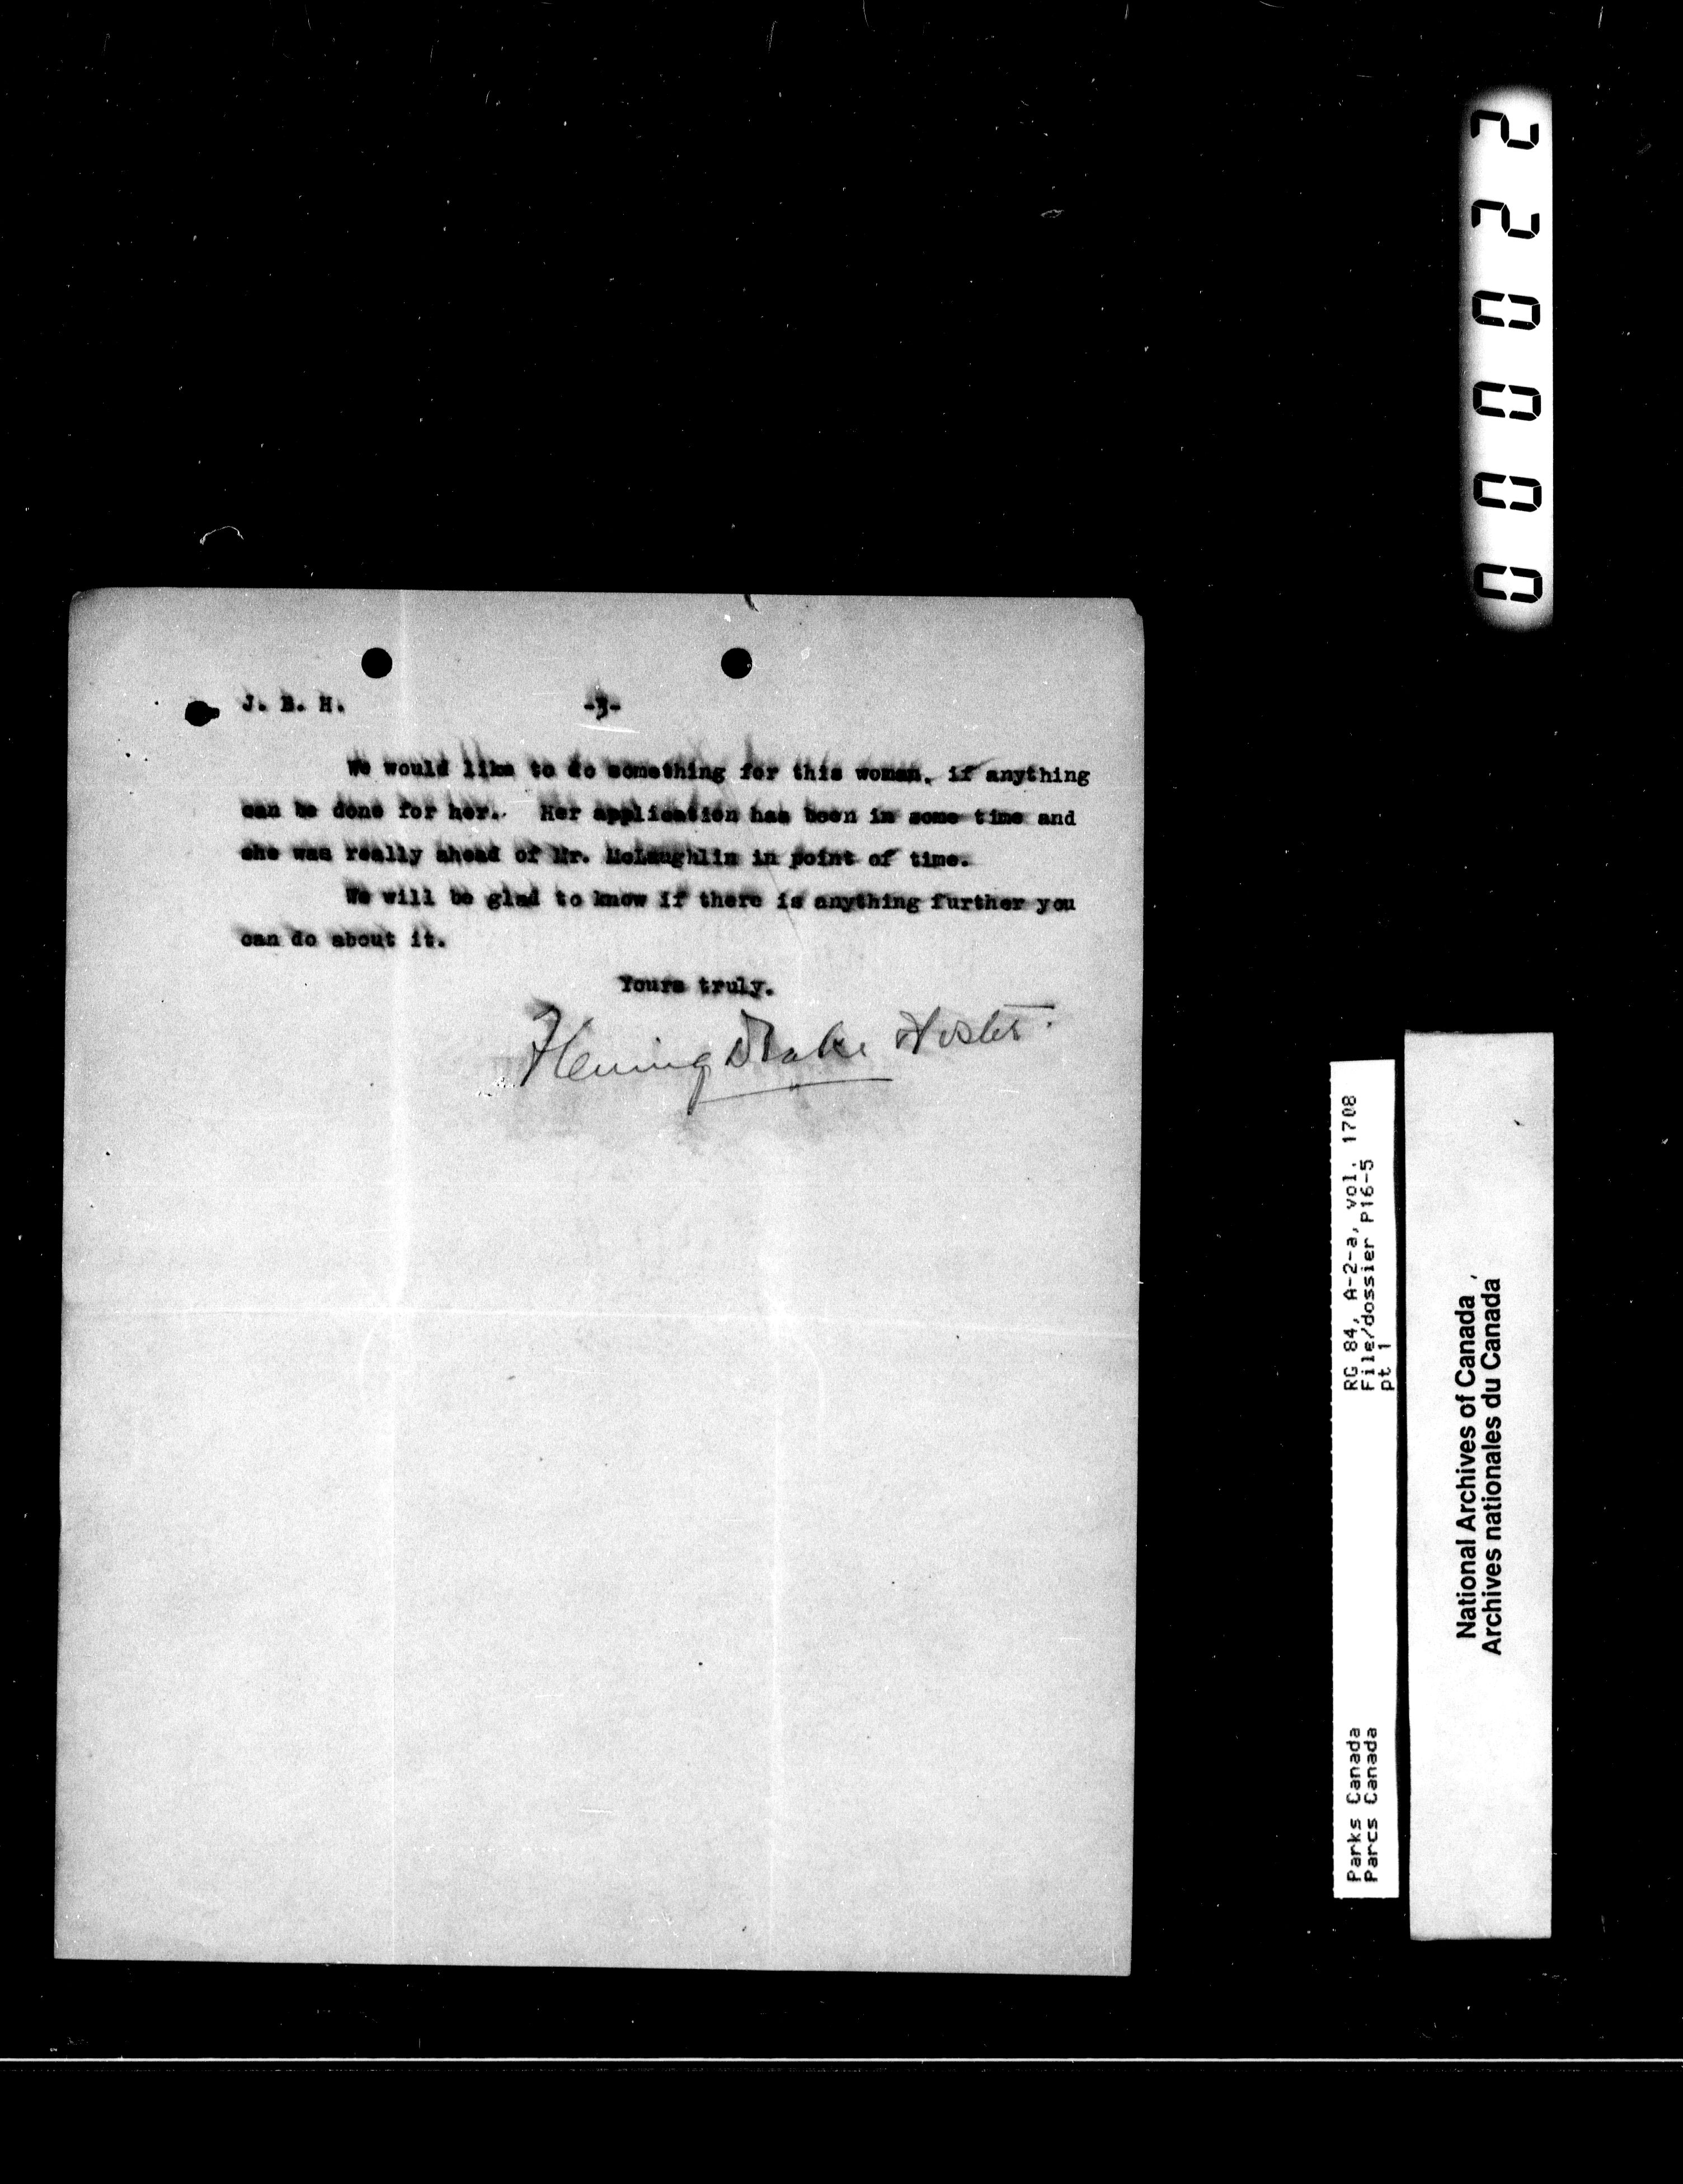 J. B. H.
-3-
We would like to do something for this woman, if anything
can be done for her. Her application has been in some time and
she was really ahead of Mr. McLaughlin in point of time.
We will be glad to know if there is anything further you
can do about it.
Yours truly.
Fleming Drake Foster
220000
RG 84, A-2-a, vol. 1708
File/dossier P16-5
pt 1
Parks Canada
Parcs Canada
National Archives of Canada
Archives nationales du Canada